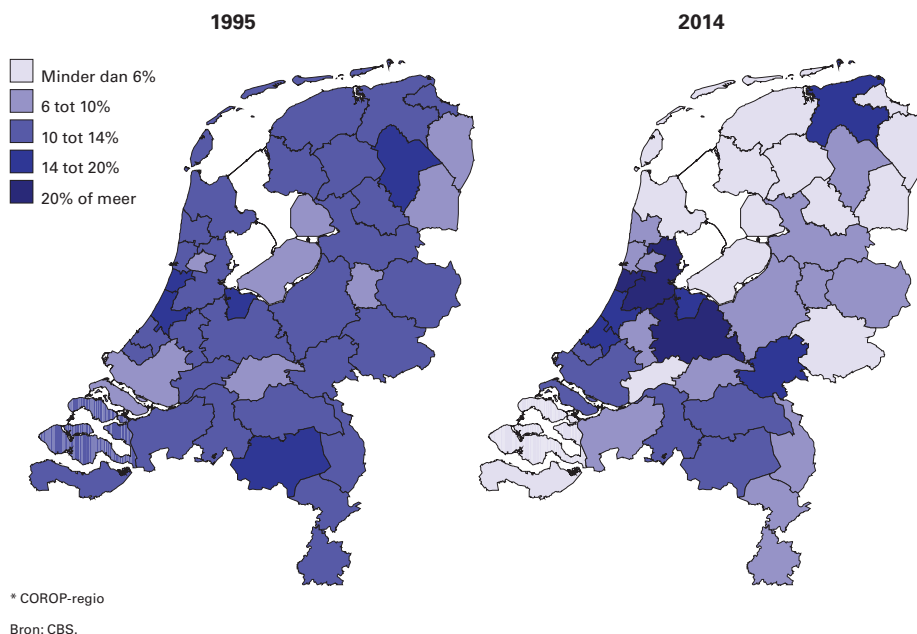 1995
2014
Minder dan 6%
6 tot 10%
10 tot 14%
14 tot 20%
20% of meer
* COROP-regio
Bron: CBS.